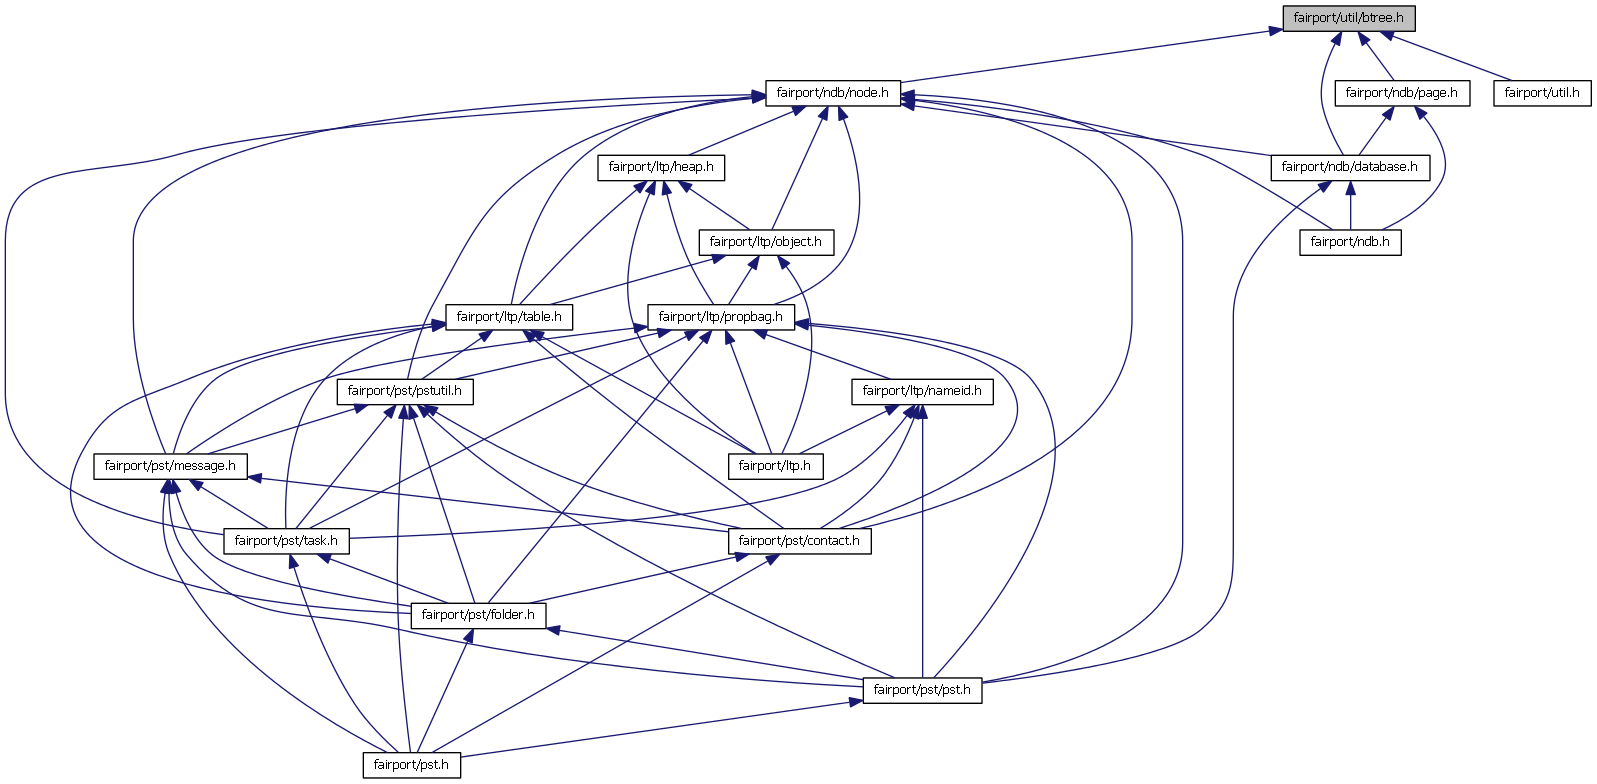 fairport/util/btree.h
fairport/ndb/node.h
fairport/ndb/page.h
fairport/util.h
fairport/ltp/heap.h
fairport/ndb/database.h
fairport/ltp/object.h
fairport/ndb.h
fairport/ltp/table.h
fairport/ltp/propbag.h
fairport/pst/pstutil.h
fairport/ltp/nameid.h
fairport/pst/message.h
fairport/ltp.h
fairport/pst/task.h
fairport/pst/contact.h
fairport/pst/folder.h
fairport/pst/pst.h
fairport/pst.h